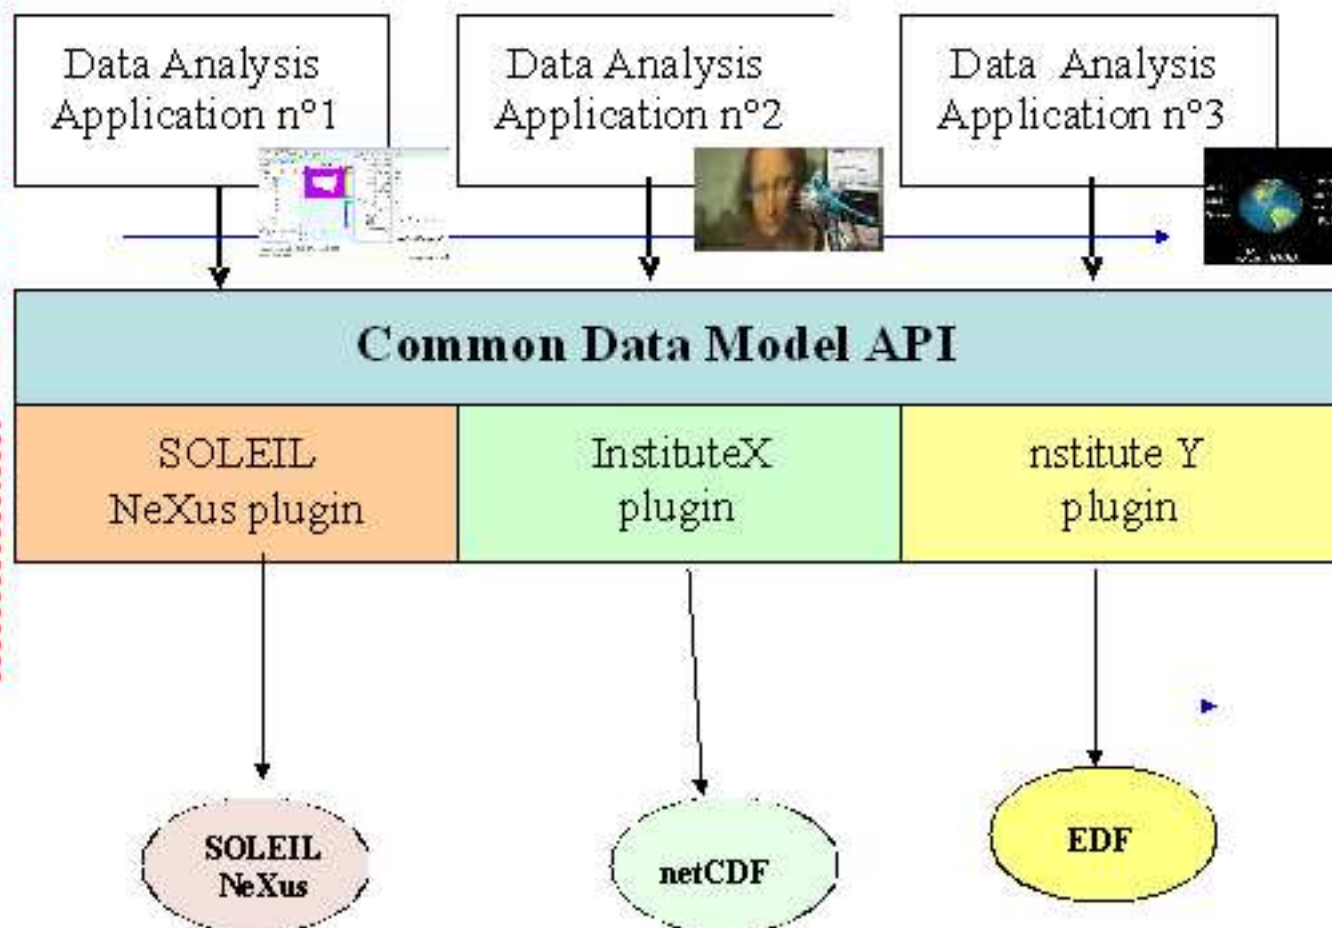 Data Analysis
Application n°1
Data Analysis
Application n°2
Data Analysis
Application n°3
Common Data Model API
SOLEIL
NeXus plugin
InstituteX
plugin
nstitute Y
plugin
SOLEIL
NeXus
netCDF
EDF